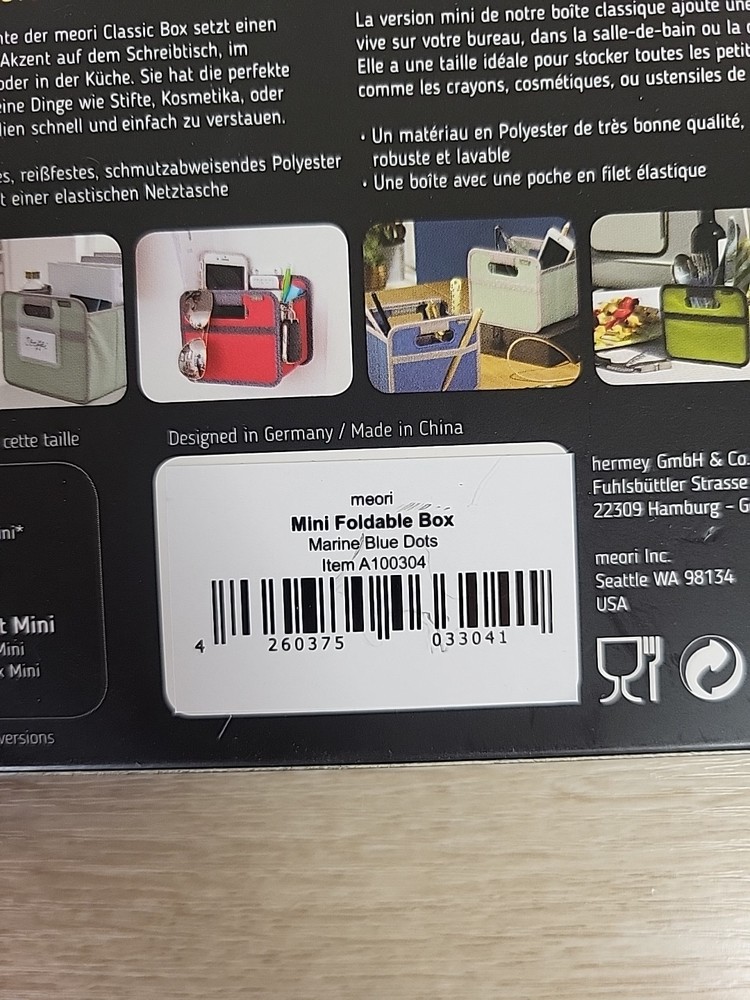 nte der meori Classic Box setzt einen
Akzent auf dem Schreibtisch, im
oder in der Küche. Sie hat die perfekte
eine Dinge wie Stifte, Kosmetika, oder
lien schnell und einfach zu verstauen.
es, reißfestes, schmutzabweisendes Polyester
t einer elastischen Netztasche
La version mini de notre boîte classique ajoute une
vive sur votre bureau, dans la salle-de-bain ou la c
Elle a une taille idéale pour stocker toutes les petit
comme les crayons, cosmétiques, ou ustensiles de
• Un matériau en Polyester de très bonne qualité,
robuste et lavable
• Une boîte avec une poche en filet élastique
cette taille
ni*
t Mini
Mini
x Mini
versions
Designed in Germany / Made in China
meori
Mini Foldable Box
Marine Blue Dots
Item A100304
4 260375 033041
hermey GmbH & Co.
Fuhlsbüttler Strasse
22309 Hamburg – G
meori Inc.
Seattle WA 98134
USA